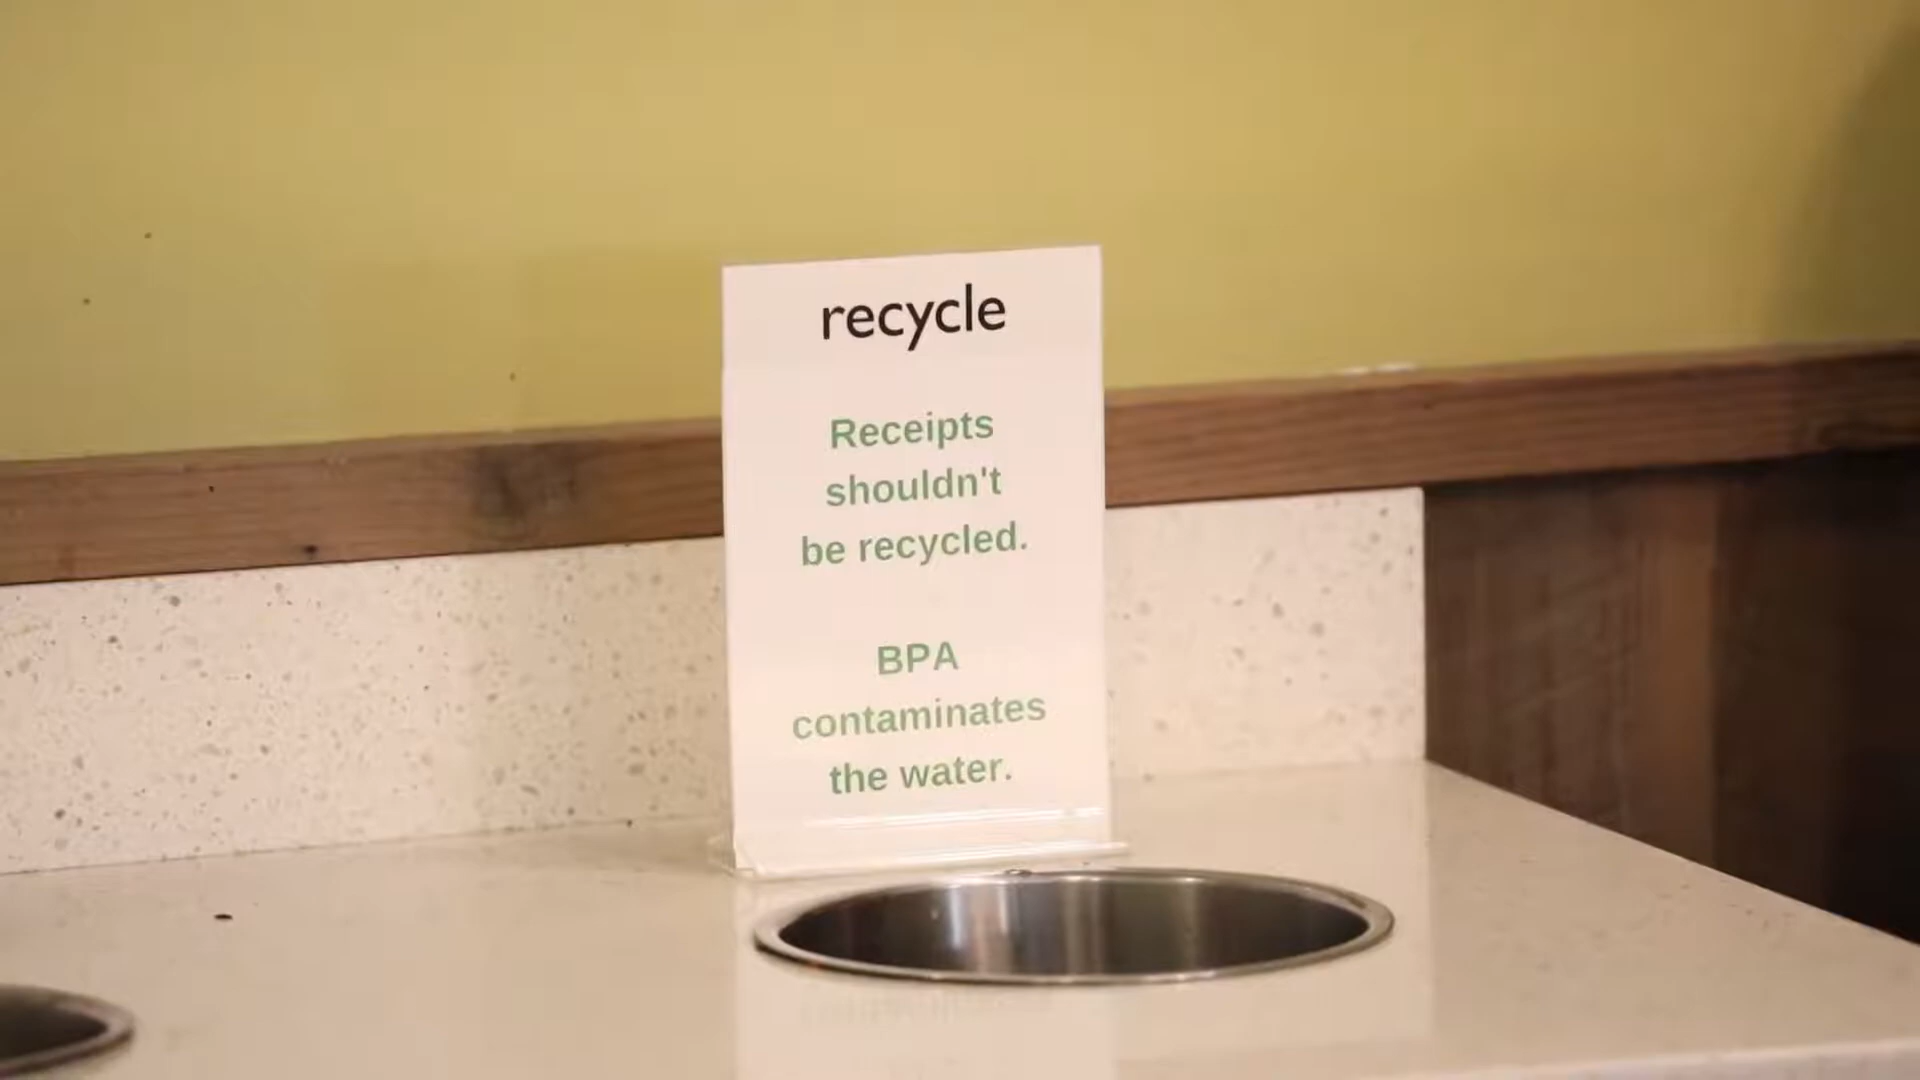 recycle
Receipts
shouldn't
be recycled.
BPA
contaminates
the water.